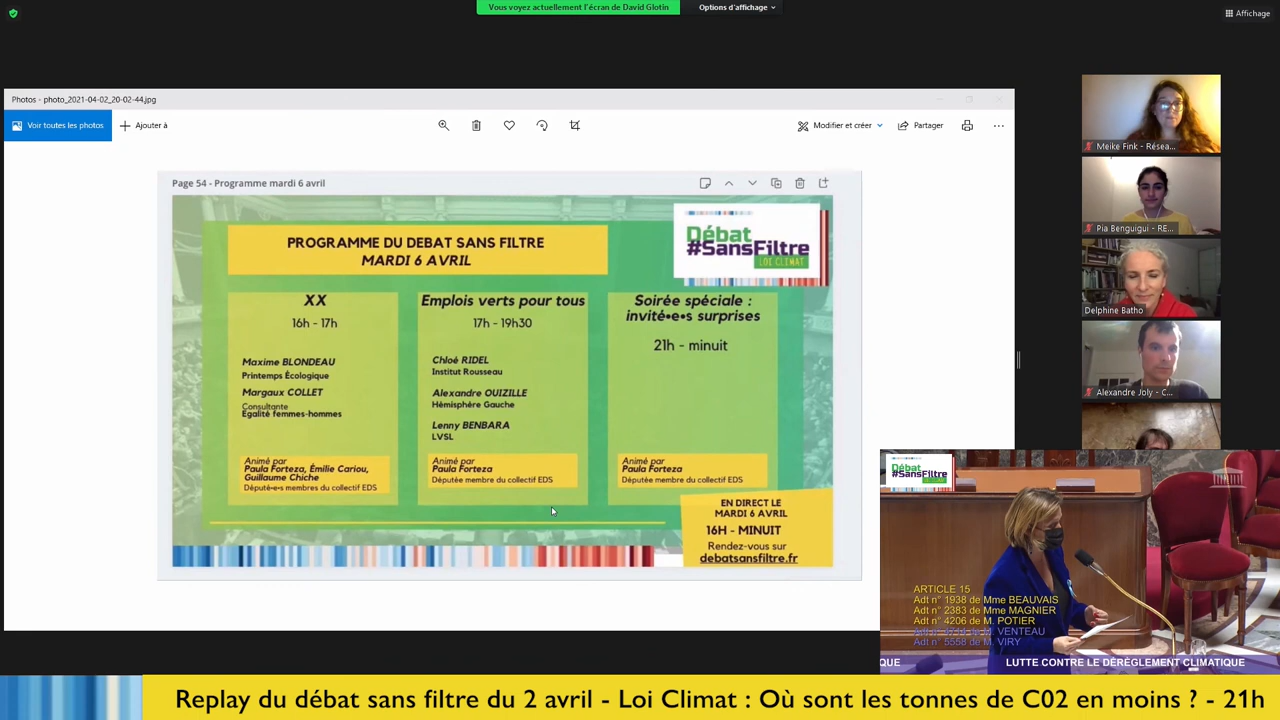 Vous voyez actuellement l'écran de David Glotin
Options d'affichage
Affichage
Photos - photo_2021-04-02_20-02-44.jpg
Voir toutes les photos
Ajouter à
Modifier et créer
Partager
Page 54 - Programme mardi 6 avril
PROGRAMME DU DEBAT SANS FILTRE
MARDI 6 AVRIL
Débat
#SansFiltre
LOI CLIMAT
XX
16h - 17h
Maxime BLONDEAU
Printemps Écologique
Margaux COLLET
Consultante
Égalité femmes-hommes
Animé par
Paula Forteza, Émilie Cariou,
Guillaume Chiche
Député•e•s membres du collectif EDS
Emplois verts pour tous
17h - 19h30
Chloé RIDEL
Institut Rousseau
Alexandre OUIZILLE
Hémisphère Gauche
Lenny BENBARA
LVSL
Animé par
Paula Forteza
Députée membre du collectif EDS
Soirée spéciale :
invité•e•s surprises
21h - minuit
Animé par
Paula Forteza
Députée membre du collectif EDS
EN DIRECT LE
MARDI 6 AVRIL
16H - MINUIT
Rendez-vous sur
debatsansfiltre.fr
Meike Fink - Résea...
Pia Benguigui - RE...
Delphine Batho
Alexandre Joly - C...
Débat
#SansFiltre
ARTICLE 15
Adt n° 1938 de Mme BEAUVAIS
Adt n° 2383 de Mme MAGNIER
Adt n° 4206 de M. POTIER
de M. VENTEAU
Adt n° 5558 de M. VIRY
QUE LUTTE CONTRE LE DÉRÈGLEMENT CLIMATIQUE
Replay du débat sans filtre du 2 avril - Loi Climat : Où sont les tonnes de C02 en moins ? - 21h